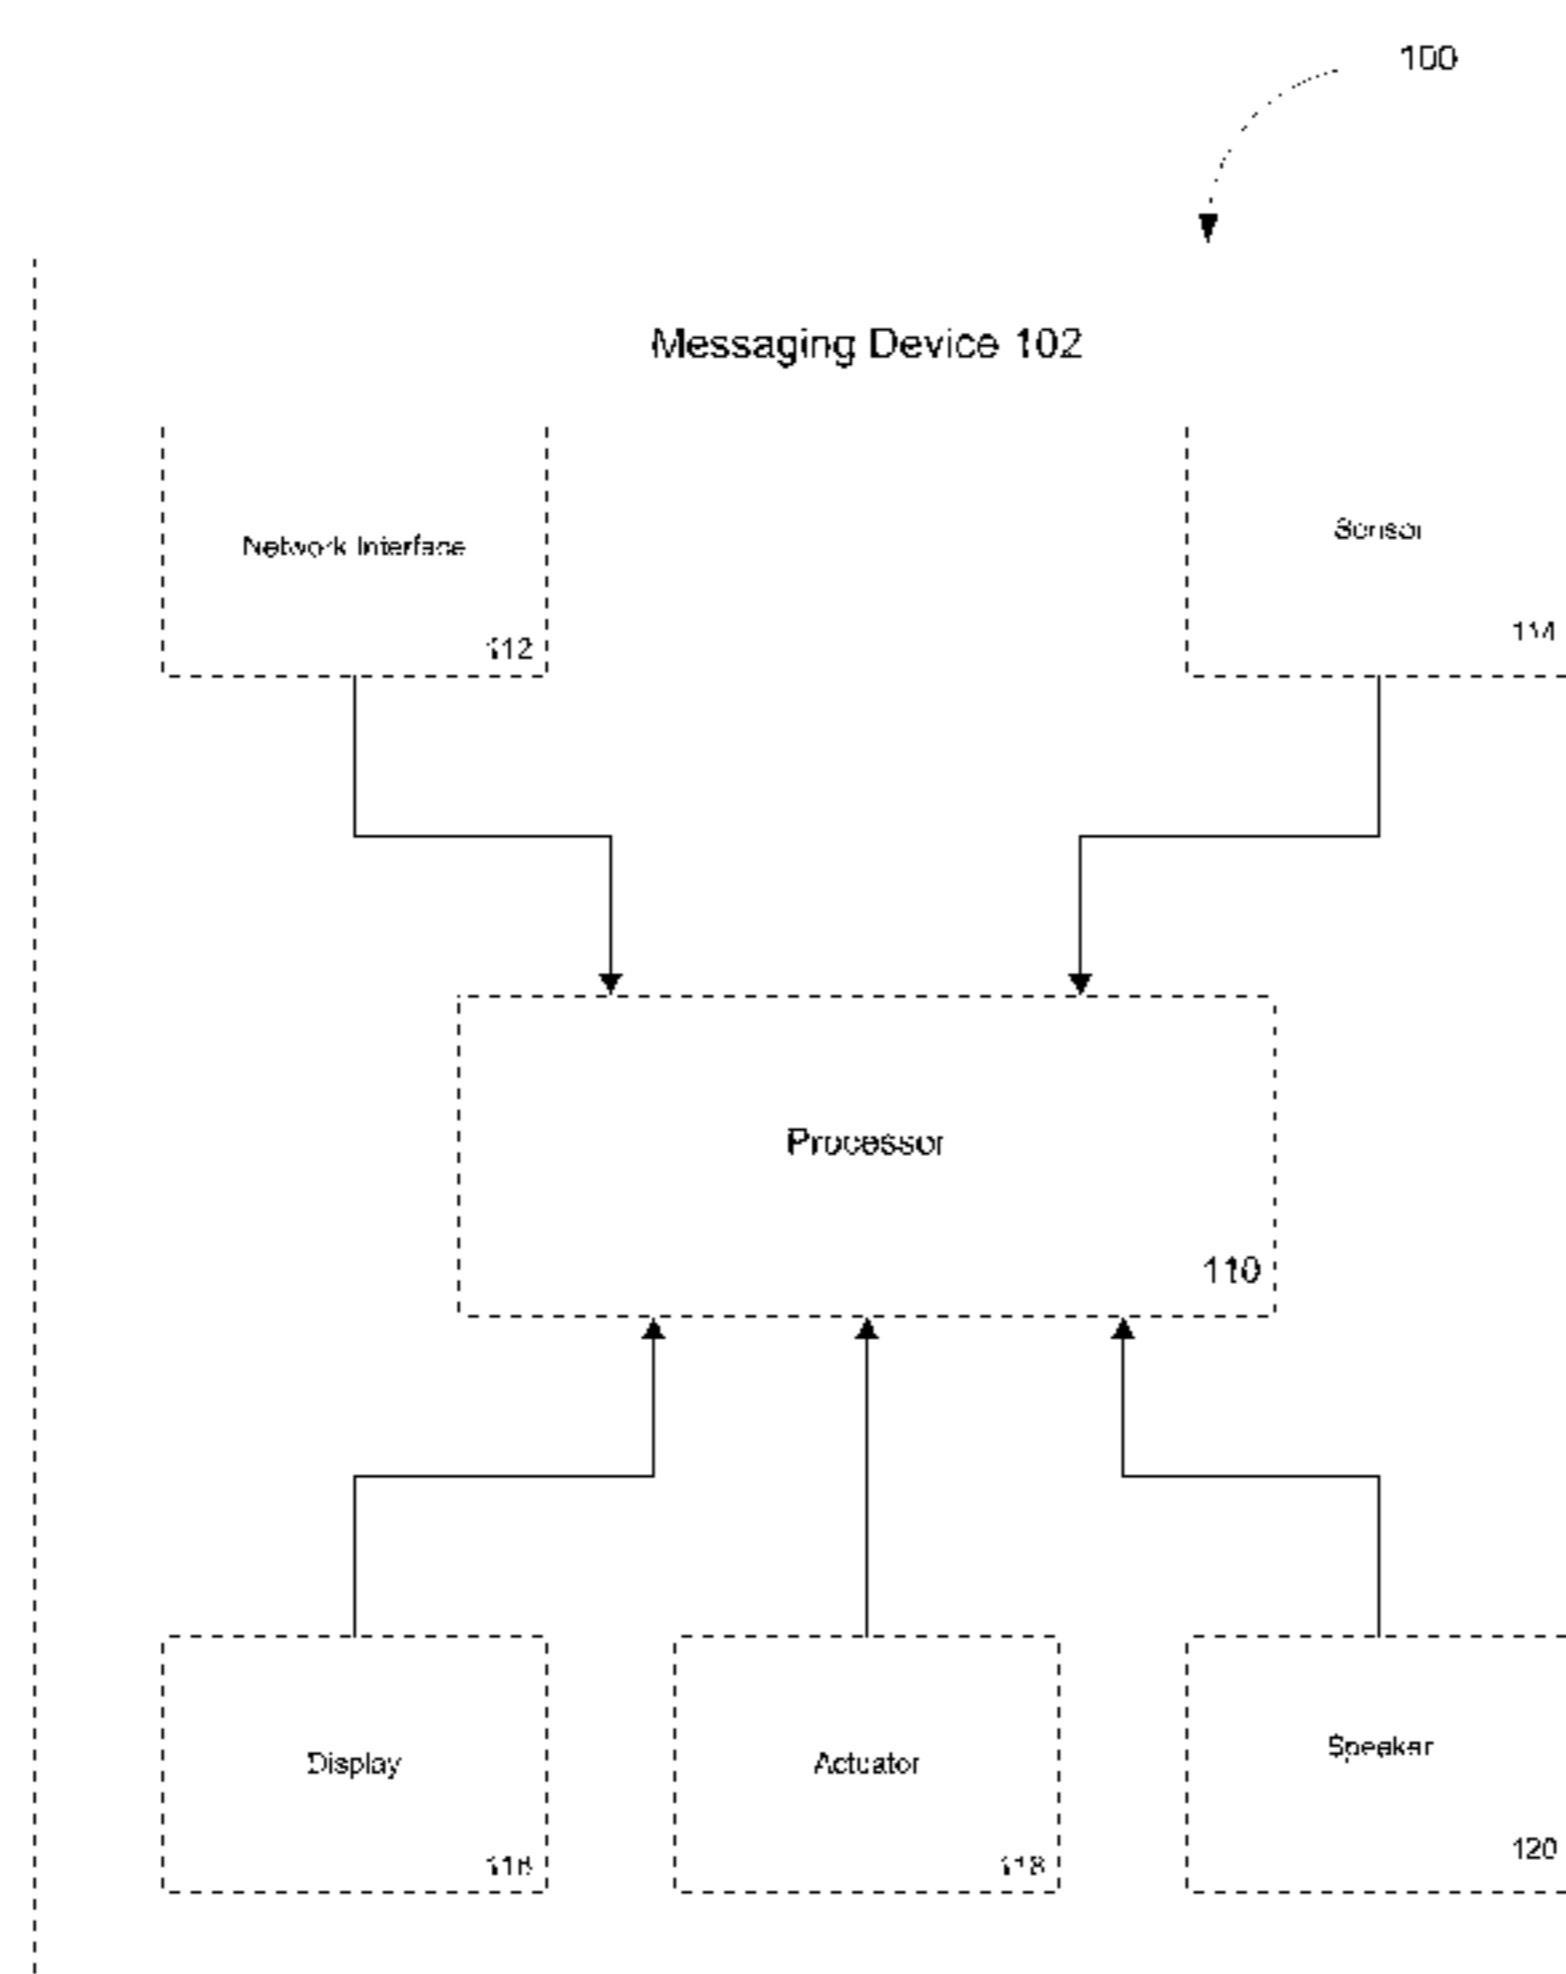 100
Messaging Device 102
Network Interface
112
Sensor
114
Processor
110
Display
116
Actuator
118
Speaker
120